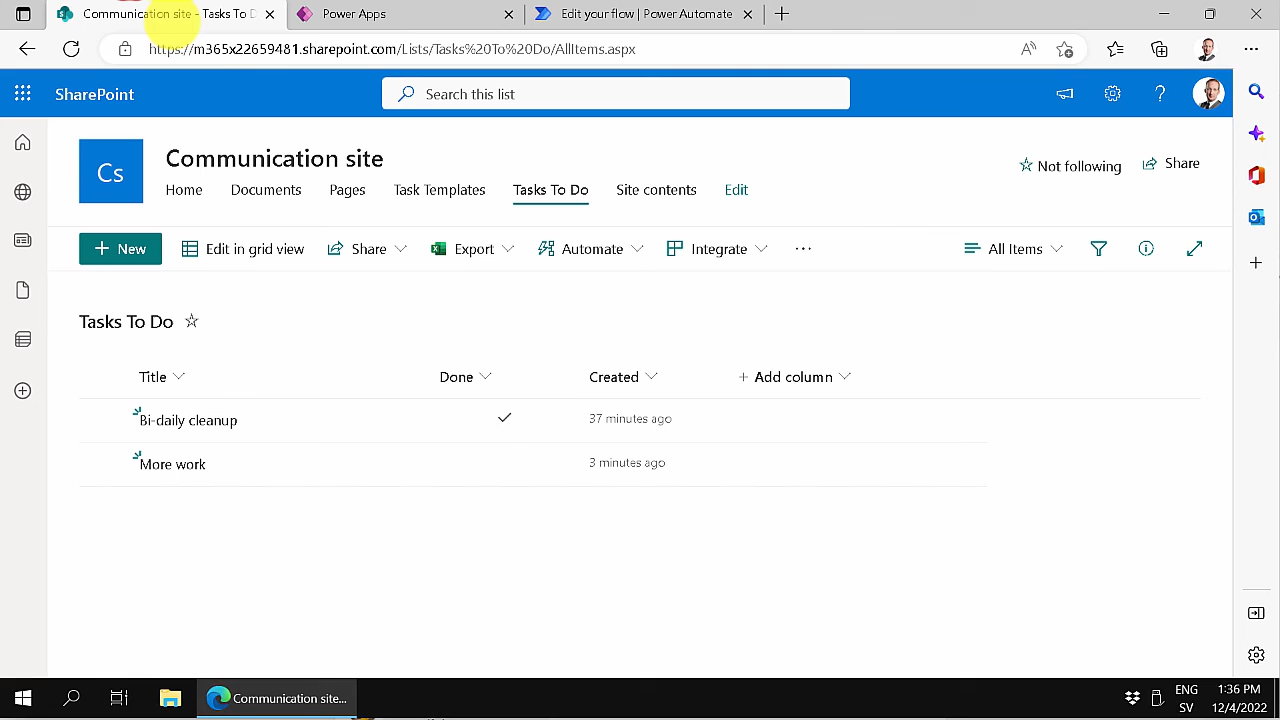 Communication site - Tasks To D
Power Apps
Edit your flow | Power Automate
https://m365x22659481.sharepoint.com/Lists/Tasks%20To%20Do/AllItems.aspx
SharePoint
Search this list
Cs
Communication site
Not following
Share
Home
Documents
Pages
Task Templates
Tasks To Do
Site contents
Edit
New
Edit in grid view
Share
Export
Automate
Integrate
All Items
Tasks To Do
Title
Done
Created
+ Add column
Bi-daily cleanup
37 minutes ago
More work
3 minutes ago
Communication site...
ENG
SV
1:36 PM
12/4/2022